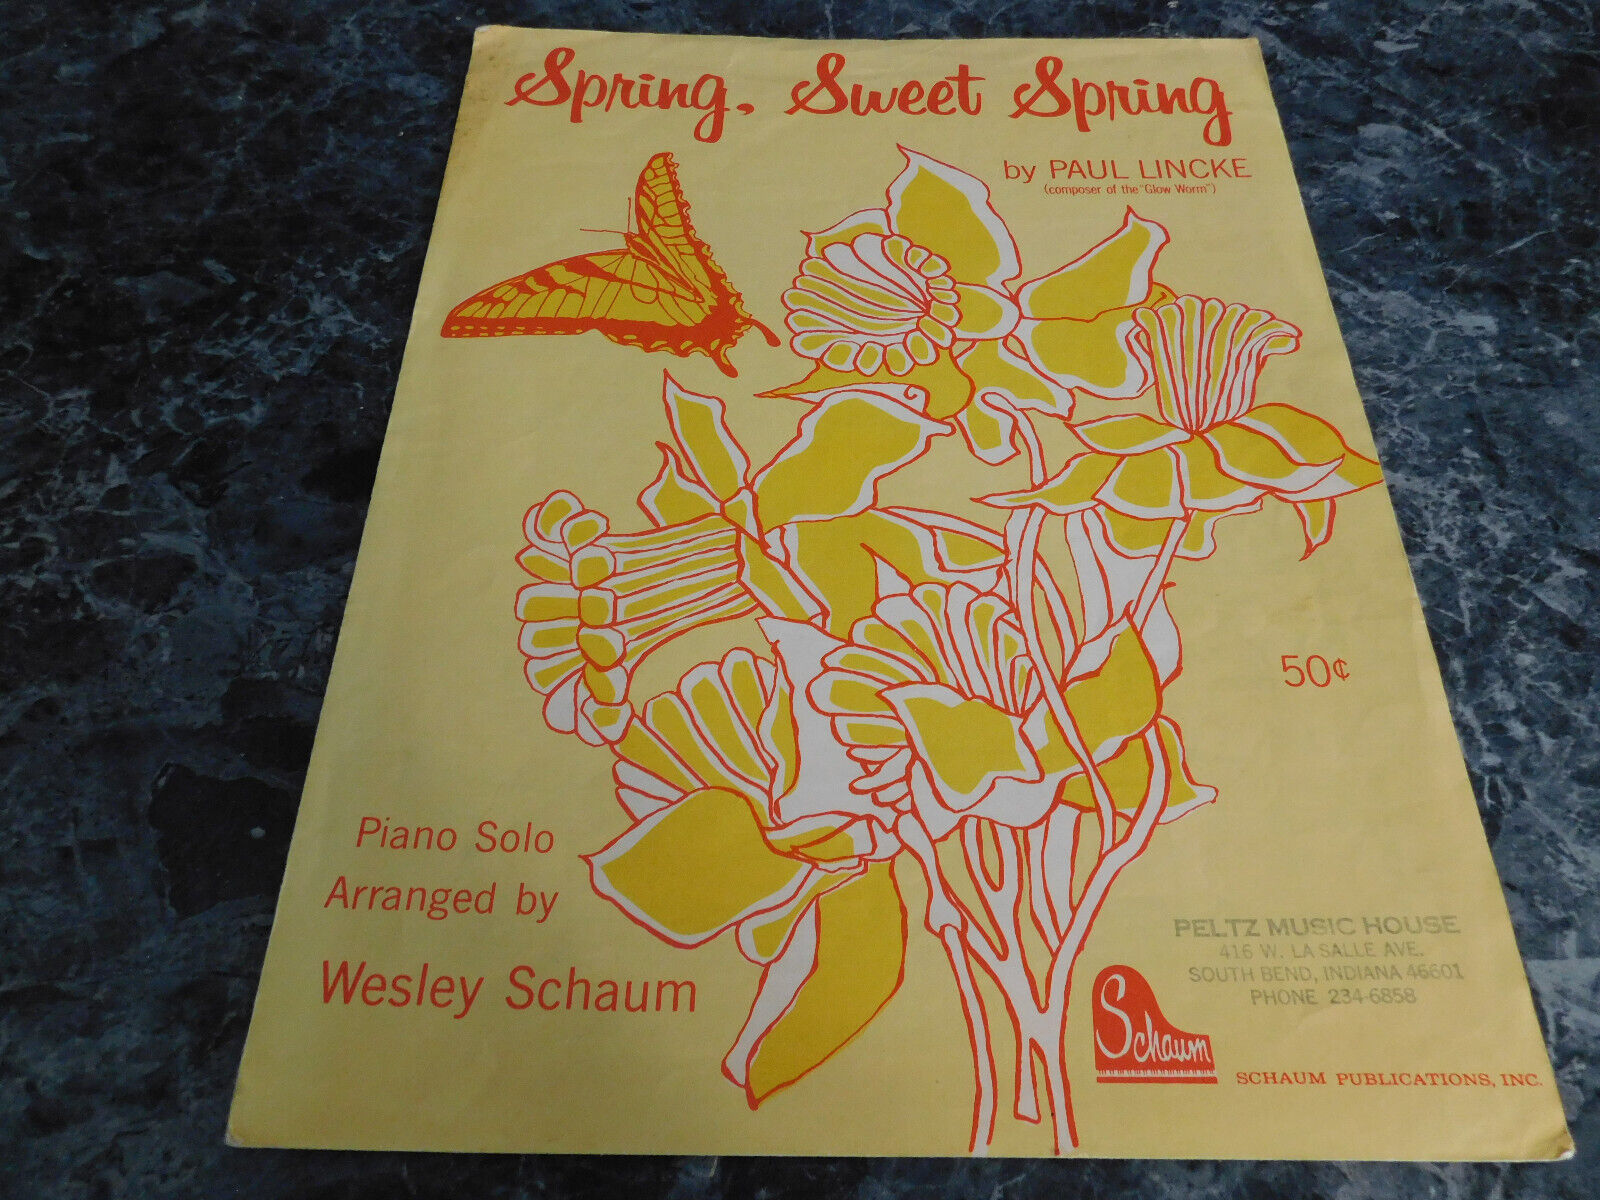 Spring, Sweet Spring
by PAUL LINCKE
(composer of the "Glow Worm")
50¢
Piano Solo
Arranged by
Wesley Schaum
PELTZ MUSIC HOUSE
416 W. LA SALLE AVE.
SOUTH BEND, INDIANA 46601
PHONE 234-6858
Schaum
SCHAUM PUBLICATIONS, INC.